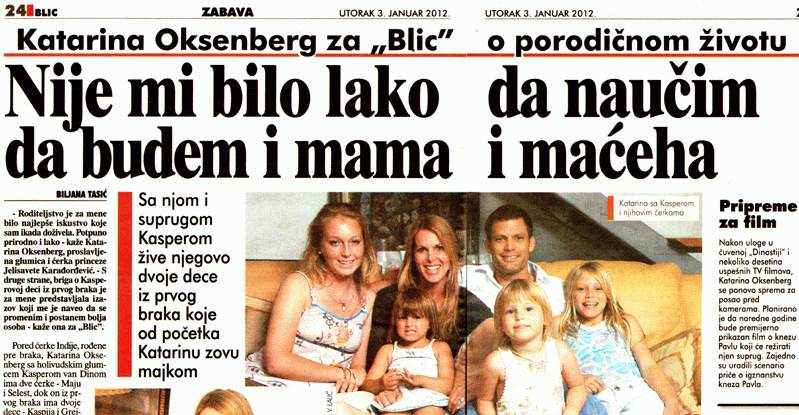 24 BLIC
ZABAVA
UTORAK 3. JANUAR 2012.
UTORAK 3. JANUAR 2012.
Katarina Oksenberg za „Blic” o porodičnom životu
Nije mi bilo lako da naučim
da budem i mama i maćeha
BILJANA TASIĆ
- Roditeljstvo je za mene
bilo najlepše iskustvo koje
sam ikada doživela. Potpuno
prirodno i lako - kaže Kata-
rina Oksenberg, proslavlje-
na glumica i ćerka princeze
Jelisavete Karađorđević. - S
druge strane, briga o Kaspe-
rovoj deci iz prvog braka je
za mene predstavljala iza-
zov koji me je naveo da se
promenim i postanem bolja
osoba - kaže ona za „Blic”.
Pored ćerke Indije, rođene
pre braka, Katarina Oksen-
berg sa holivudskim glumcem
Kasperom van Dinom
ima dve ćerke - Maju
i Selest, dok on iz pr-
vog braka ima dvoje
dece - Kaspija i Grej-
Sa njom i
suprugom
Kasperom
žive njegovo
dvoje dece
iz prvog
braka koje
od početka
Katarinu zovu
majkom
Katarina sa Kasperom
i njihovim ćerkama
V. LALIĆ
Pripreme
za film
Nakon uloge u
čuvenoj „Dinastiji” i
nekoliko desetina
uspešnih TV filmova,
Katarina Oksenberg
se ponovo sprema za
posao pred
kamerama. Planirano
je da naredne godine
bude premijerno
prikazan film o knezu
Pavlu koji će režirati
njen suprug. Zajedno
su uradili scenario
priče o ignanstvu
kneza Pavla.